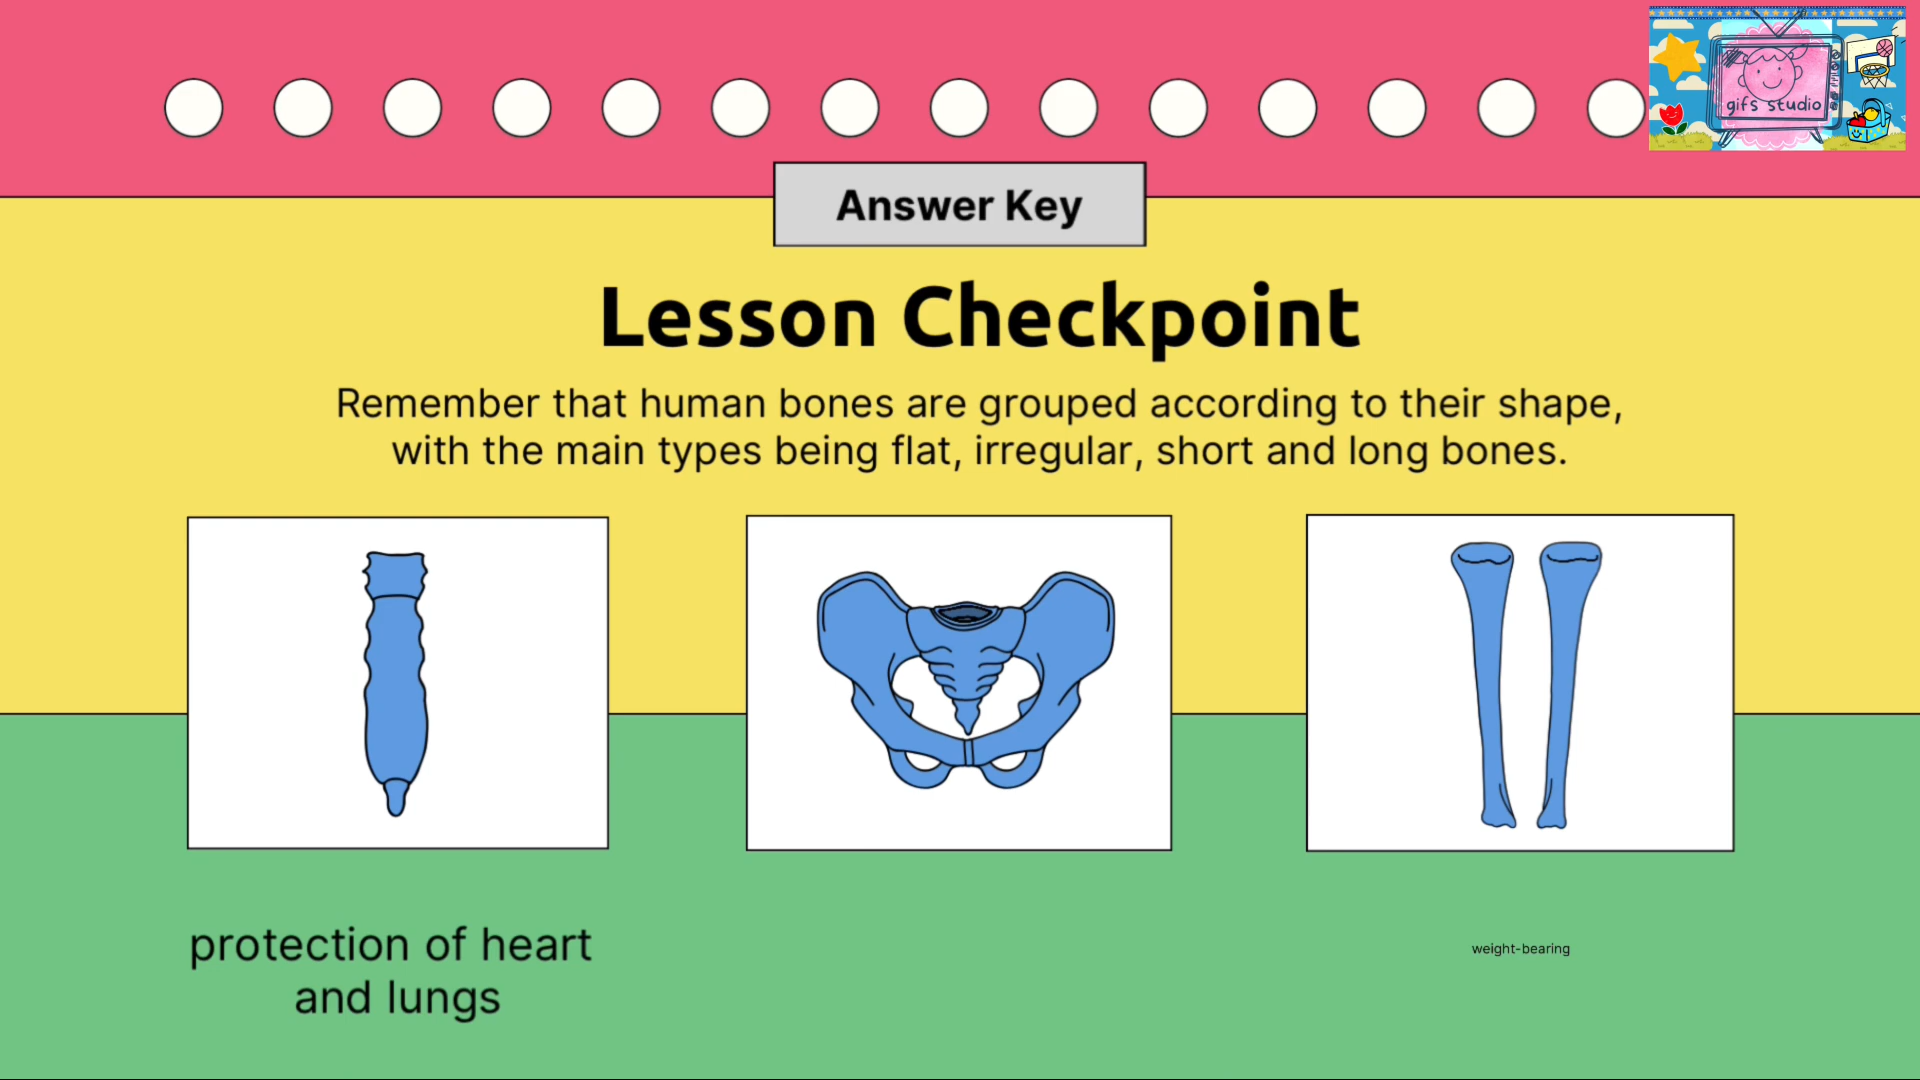 gifs studio
Answer Key
Lesson Checkpoint
Remember that human bones are grouped according to their shape,
with the main types being flat, irregular, short and long bones.
protection of heart
and lungs
weight-bearing